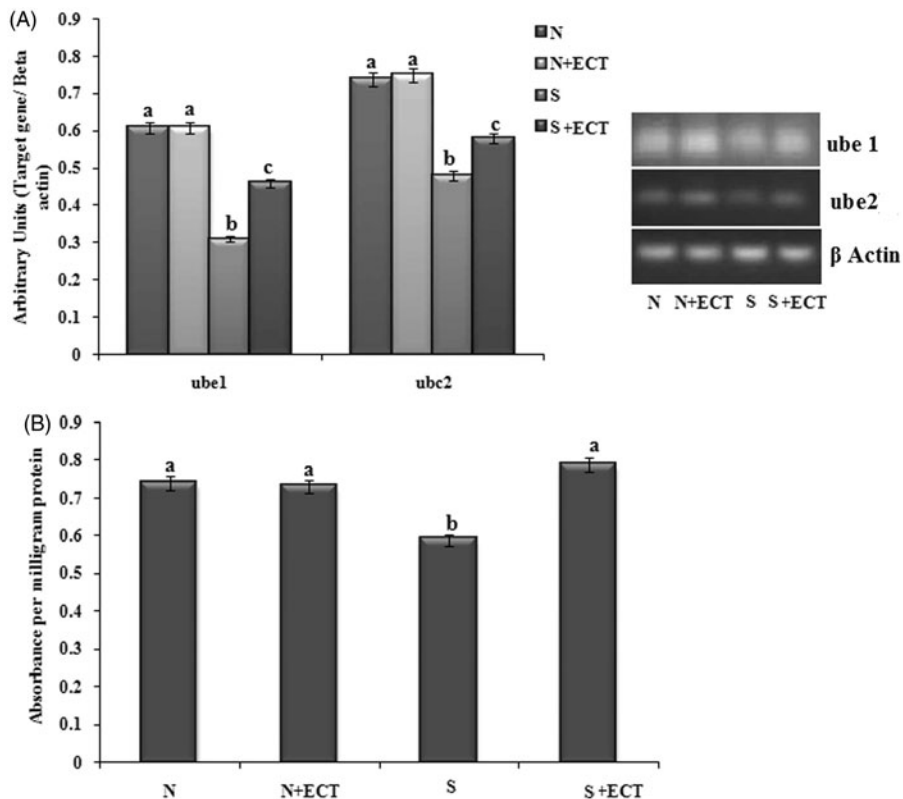 (A)
0.9
0.8
0.7
0.6
0.5
0.4
0.3
0.2
0.1
0
Arbitrary Units (Target gene/ Beta
actin)
a
a
b
c
a
a
b
c
ube1
ubc2
N
N+ECT
S
S+ECT
ube 1
ube2
β Actin
N N+ECT S S+ECT
(B)
0.9
0.8
0.7
0.6
0.5
0.4
0.3
0.2
0.1
0
Absorbance per milligram protein
a
a
b
a
N
N+ECT
S
S+ECT